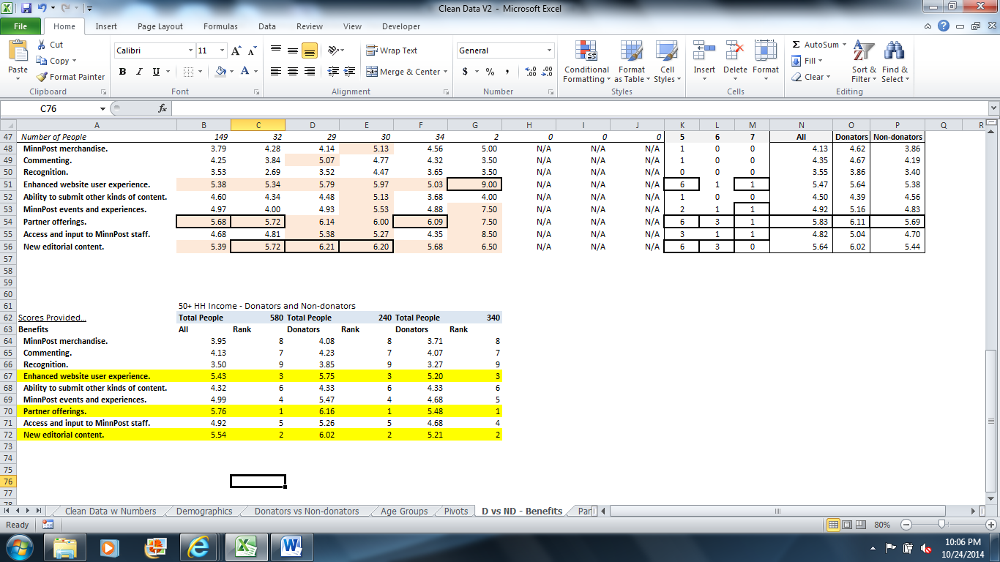 Clean Data V2 - Microsoft Excel
File Home Insert Page Layout Formulas Data Review View Developer
Paste Cut Copy Format Painter Clipboard
Calibri 11 A A B I U A Font
Wrap Text Merge & Center Alignment
General $ % , Number
Conditional Formatting Format as Table Cell Styles Styles
Insert Delete Format Cells
AutoSum Fill Clear Sort & Filter Find & Select Editing
C76 fx
A B C D E F G H I J K L M N O P Q R
47 Number of People 149 32 29 30 34 2 0 0 0 5 6 7 All Donators Non-donators
48 MinnPost merchandise. 3.79 4.28 4.14 5.13 4.56 5.00 N/A N/A N/A 1 0 0 4.13 4.62 3.86
49 Commenting. 4.25 3.84 5.07 4.77 4.32 3.50 N/A N/A N/A 1 0 0 4.35 4.67 4.19
50 Recognition. 3.53 2.69 3.52 4.47 3.65 3.50 N/A N/A N/A 0 0 0 3.55 3.86 3.40
51 Enhanced website user experience. 5.38 5.34 5.79 5.97 5.03 9.00 N/A N/A N/A 6 1 1 5.47 5.64 5.38
52 Ability to submit other kinds of content. 4.60 4.34 4.48 5.13 3.68 4.00 N/A N/A N/A 1 0 0 4.50 4.39 4.56
53 MinnPost events and experiences. 4.97 4.00 4.93 5.53 4.88 7.50 N/A N/A N/A 2 1 1 4.92 5.16 4.83
54 Partner offerings. 5.68 5.72 6.14 6.00 6.09 7.50 N/A N/A N/A 6 3 1 5.83 6.11 5.69
55 Access and input to MinnPost staff. 4.68 4.81 5.38 5.27 4.35 8.50 N/A N/A N/A 3 1 1 4.82 5.04 4.70
56 New editorial content. 5.39 5.72 6.21 6.20 5.68 6.50 N/A N/A N/A 6 3 0 5.64 6.02 5.44
57
58
59
60
61 50+ HH Income - Donators and Non-donators
62 Scores Provided... Total People 580 Total People 240 Total People 340
63 Benefits All Rank Donators Rank Donators Rank
64 MinnPost merchandise. 3.95 8 4.08 8 3.71 8
65 Commenting. 4.13 7 4.23 7 4.07 7
66 Recognition. 3.50 9 3.85 9 3.27 9
67 Enhanced website user experience. 5.43 3 5.75 3 5.20 3
68 Ability to submit other kinds of content. 4.32 6 4.33 6 4.33 6
69 MinnPost events and experiences. 4.99 4 5.47 4 4.68 5
70 Partner offerings. 5.76 1 6.16 1 5.48 1
71 Access and input to MinnPost staff. 4.92 5 5.26 5 4.68 4
72 New editorial content. 5.54 2 6.02 2 5.21 2
73
74
75
76
77
78
Clean Data w Numbers Demographics Donators vs Non-donators Age Groups Pivots D vs ND - Benefits Par
Ready 80%
10:06 PM
10/24/2014